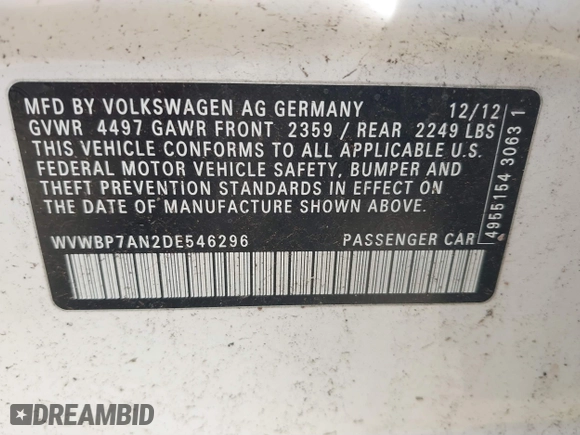 MFD BY VOLKSWAGEN AG GERMANY 12/12
GVWR 4497 GAWR FRONT 2359 / REAR 2249 LBS
THIS VEHICLE CONFORMS TO ALL APPLICABLE U.S.
FEDERAL MOTOR VEHICLE SAFETY, BUMPER AND
THEFT PREVENTION STANDARDS IN EFFECT ON
THE DATE OF MANUFACTURE SHOWN ABOVE.
WVWBP7AN2DE546296 PASSENGER CAR
4955154 3063 1
DREAMBID